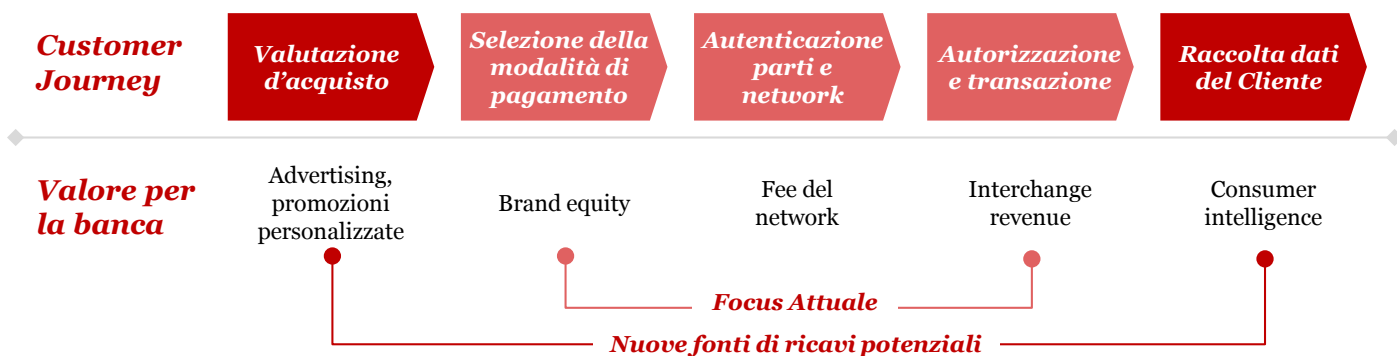 Customer
Journey
Valutazione
d'acquisto
Selezione della
modalità di
pagamento
Autenticazione
parti e
network
Autorizzazione
e transazione
Raccolta dati
del Cliente
Valore per
la banca
Advertising,
promozioni
personalizzate
Brand equity
Fee del
network
Interchange
revenue
Consumer
intelligence
Focus Attuale
Nuove fonti di ricavi potenziali